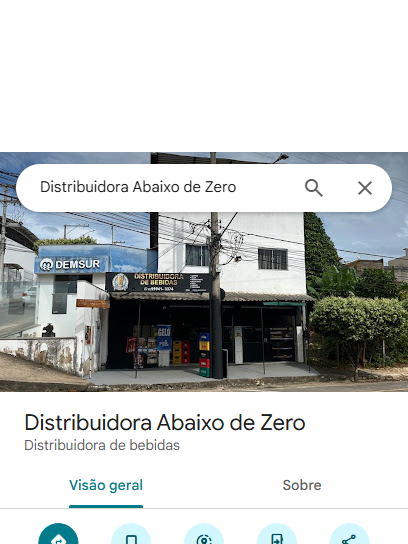 Distribuidora Abaixo de Zero
DEMSUR
DISTRIBUIDORA
DE BEBIDAS
GELO
Distribuidora Abaixo de Zero
Distribuidora de bebidas
Visão geral
Sobre